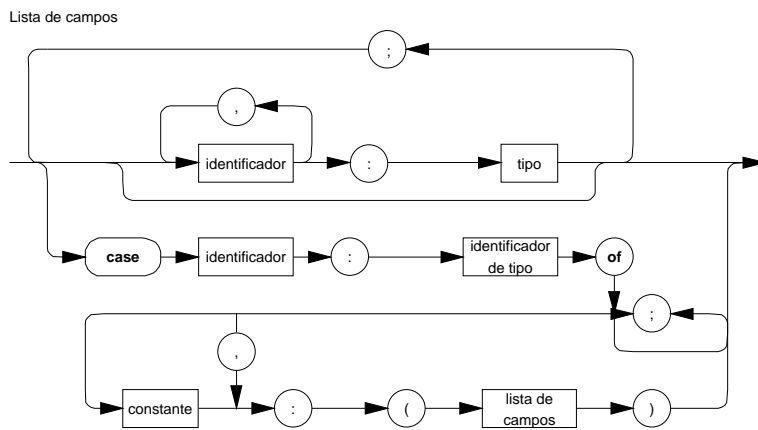 Lista de campos
;
,
identificador
:
tipo
case
identificador
:
identificador
de tipo
of
;
,
constante
:
(
lista de
campos
)